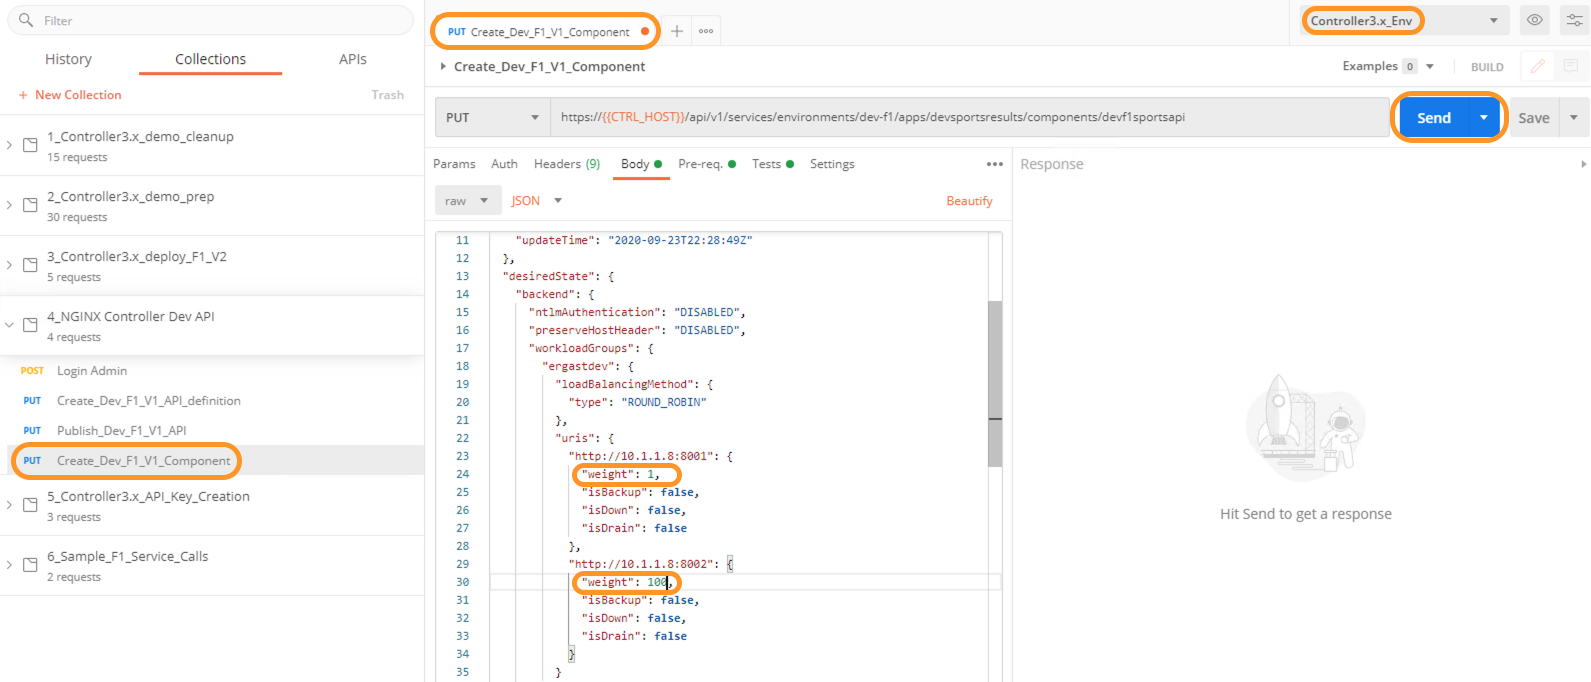 Filter
History Collections APIs
+ New Collection Trash
1_Controller3.x_demo_cleanup
15 requests
2_Controller3.x_demo_prep
30 requests
3_Controller3.x_deploy_F1_V2
5 requests
4_NGINX Controller Dev API
4 requests
POST Login Admin
PUT Create_Dev_F1_V1_API_definition
PUT Publish_Dev_F1_V1_API
PUT Create_Dev_F1_V1_Component
5_Controller3.x_API_Key_Creation
3 requests
6_Sample_F1_Service_Calls
2 requests
PUT Create_Dev_F1_V1_Component
Controller3.x_Env
Create_Dev_F1_V1_Component
Examples 0 BUILD
PUT https://{{CTRL_HOST}}/api/v1/services/environments/dev-f1/apps/devsportsresults/components/devf1sportsapi Send Save
Params Auth Headers (9) Body Pre-req. Tests Settings
raw JSON Beautify
11 "updateTime": "2020-09-23T22:28:49Z"
12 },
13 "desiredState": {
14 "backend": {
15 "ntlmAuthentication": "DISABLED",
16 "preserveHostHeader": "DISABLED",
17 "workloadGroups": {
18 "ergastdev": {
19 "loadBalancingMethod": {
20 "type": "ROUND_ROBIN"
21 },
22 "uris": {
23 "http://10.1.1.8:8001": {
24 "weight": 1,
25 "isBackup": false,
26 "isDown": false,
27 "isDrain": false
28 },
29 "http://10.1.1.8:8002": {
30 "weight": 100,
31 "isBackup": false,
32 "isDown": false,
33 "isDrain": false
34 }
35 }
Response
Hit Send to get a response